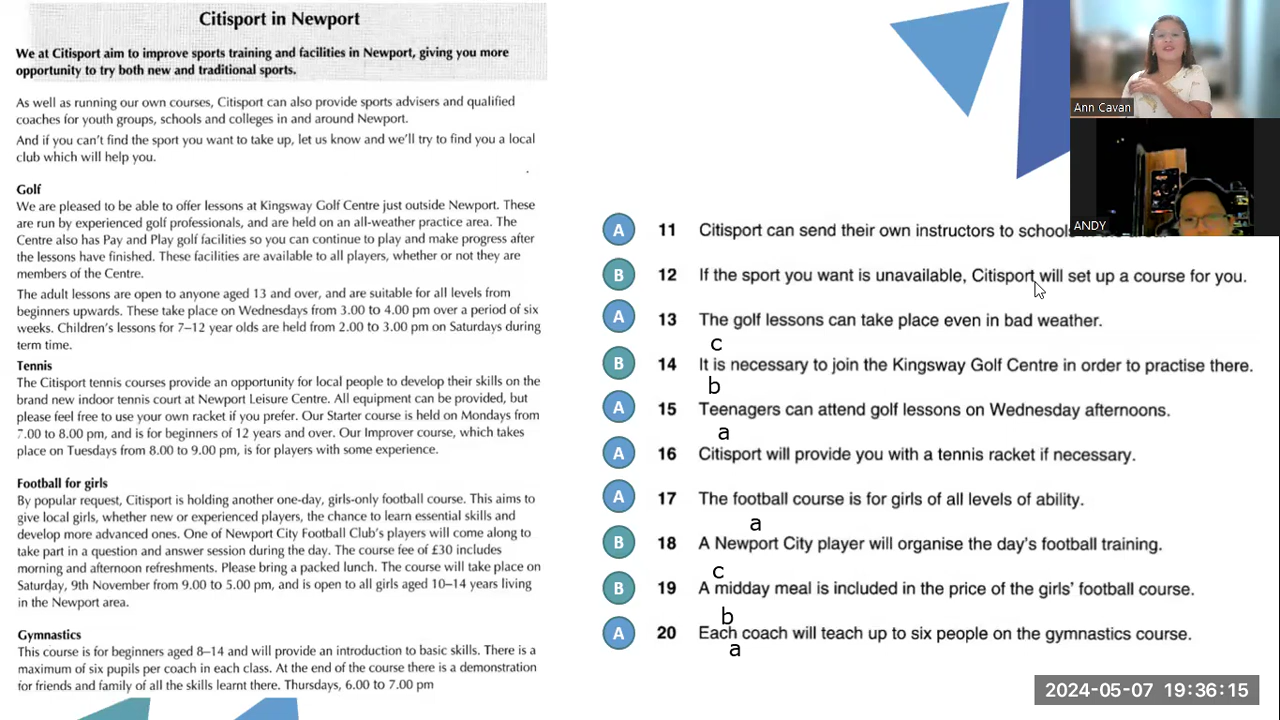 Citisport in Newport
We at Citisport aim to improve sports training and facilities in Newport, giving you more
opportunity to try both new and traditional sports.
As well as running our own courses, Citisport can also provide sports advisers and qualified
coaches for youth groups, schools and colleges in and around Newport.
And if you can't find the sport you want to take up, let us know and we'll try to find you a local
club which will help you.
Golf
We are pleased to be able to offer lessons at Kingsway Golf Centre just outside Newport. These
are run by experienced golf professionals, and are held on an all-weather practice area. The
Centre also has Pay and Play golf facilities so you can continue to play and make progress after
the lessons have finished. These facilities are available to all players, whether or not they are
members of the Centre.
The adult lessons are open to anyone aged 13 and over, and are suitable for all levels from
beginners upwards. These take place on Wednesdays from 3.00 to 4.00 pm over a period of six
weeks. Children's lessons for 7–12 year olds are held from 2.00 to 3.00 pm on Saturdays during
term time.
Tennis
The Citisport tennis courses provide an opportunity for local people to develop their skills on the
brand new indoor tennis court at Newport Leisure Centre. All equipment can be provided, but
please feel free to use your own racket if you prefer. Our Starter course is held on Mondays from
7.00 to 8.00 pm, and is for beginners of 12 years and over. Our Improver course, which takes
place on Tuesdays from 8.00 to 9.00 pm, is for players with some experience.
Football for girls
By popular request, Citisport is holding another one-day, girls-only football course. This aims to
give local girls, whether new or experienced players, the chance to learn essential skills and
develop more advanced ones. One of Newport City Football Club's players will come along to
take part in a question and answer session during the day. The course fee of £30 includes
morning and afternoon refreshments. Please bring a packed lunch. The course will take place on
Saturday, 9th November from 9.00 to 5.00 pm, and is open to all girls aged 10–14 years living
in the Newport area.
Gymnastics
This course is for beginners aged 8–14 and will provide an introduction to basic skills. There is a
maximum of six pupils per coach in each class. At the end of the course there is a demonstration
for friends and family of all the skills learnt there. Thursdays, 6.00 to 7.00 pm
A 11 Citisport can send their own instructors to schools
B 12 If the sport you want is unavailable, Citisport will set up a course for you.
A 13 The golf lessons can take place even in bad weather.
c
B 14 It is necessary to join the Kingsway Golf Centre in order to practise there.
b
A 15 Teenagers can attend golf lessons on Wednesday afternoons.
a
A 16 Citisport will provide you with a tennis racket if necessary.
A 17 The football course is for girls of all levels of ability.
a
B 18 A Newport City player will organise the day's football training.
c
B 19 A midday meal is included in the price of the girls' football course.
b
A 20 Each coach will teach up to six people on the gymnastics course.
a
Ann Cavan
ANDY
2024-05-07 19:36:15